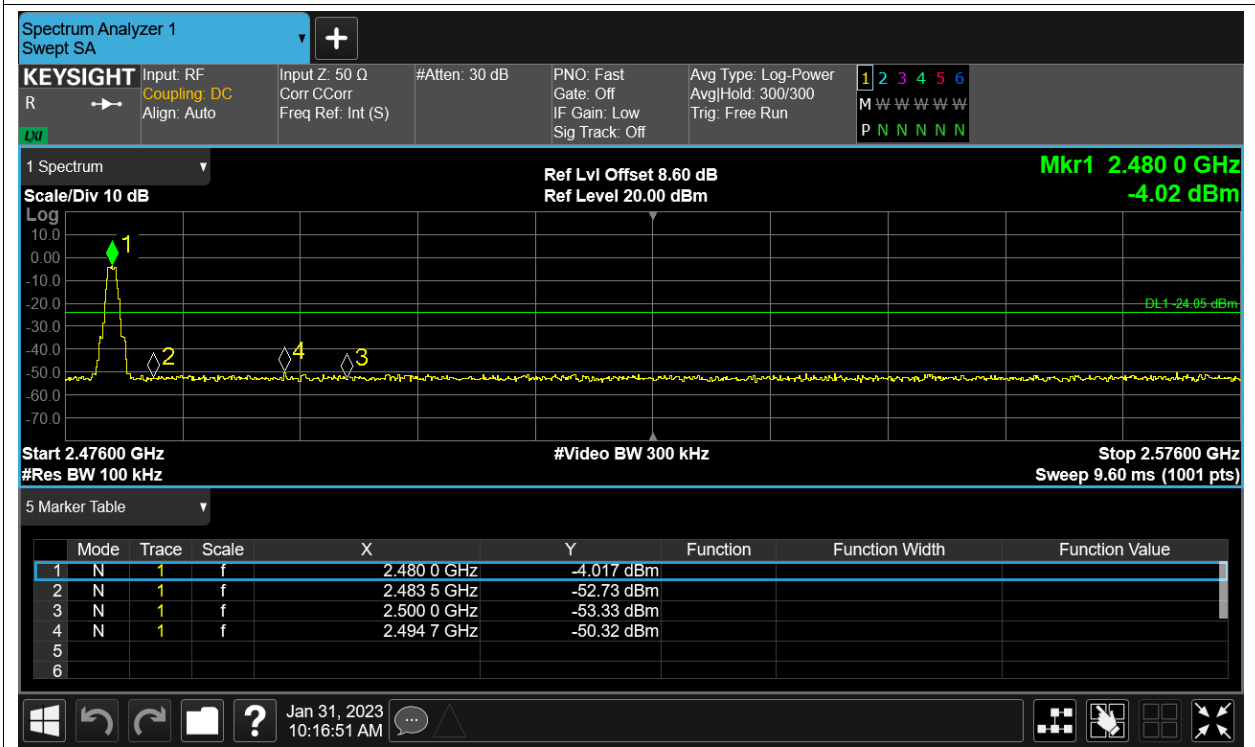 Spectrum Analyzer 1
Swept SA
KEYSIGHT
R
LXI
Input: RF
Coupling: DC
Align: Auto
Input Z: 50 Ω
Corr CCorr
Freq Ref: Int (S)
#Atten: 30 dB
PNO: Fast
Gate: Off
IF Gain: Low
Sig Track: Off
Avg Type: Log-Power
Avg|Hold: 300/300
Trig: Free Run
1 2 3 4 5 6
M W W W W W
P N N N N N
1 Spectrum
Scale/Div 10 dB
Ref Lvl Offset 8.60 dB
Ref Level 20.00 dBm
Mkr1 2.480 0 GHz
-4.02 dBm
Log
10.0
0.00
-10.0
-20.0
-30.0
-40.0
-50.0
-60.0
-70.0
1
2
4
3
DL1 -24.05 dBm
Start 2.47600 GHz
#Video BW 300 kHz
Stop 2.57600 GHz
#Res BW 100 kHz
Sweep 9.60 ms (1001 pts)
5 Marker Table
Mode Trace Scale X Y Function Function Width Function Value
1 N 1 f 2.480 0 GHz -4.017 dBm
2 N 1 f 2.483 5 GHz -52.73 dBm
3 N 1 f 2.500 0 GHz -53.33 dBm
4 N 1 f 2.494 7 GHz -50.32 dBm
5
6
?
Jan 31, 2023
10:16:51 AM